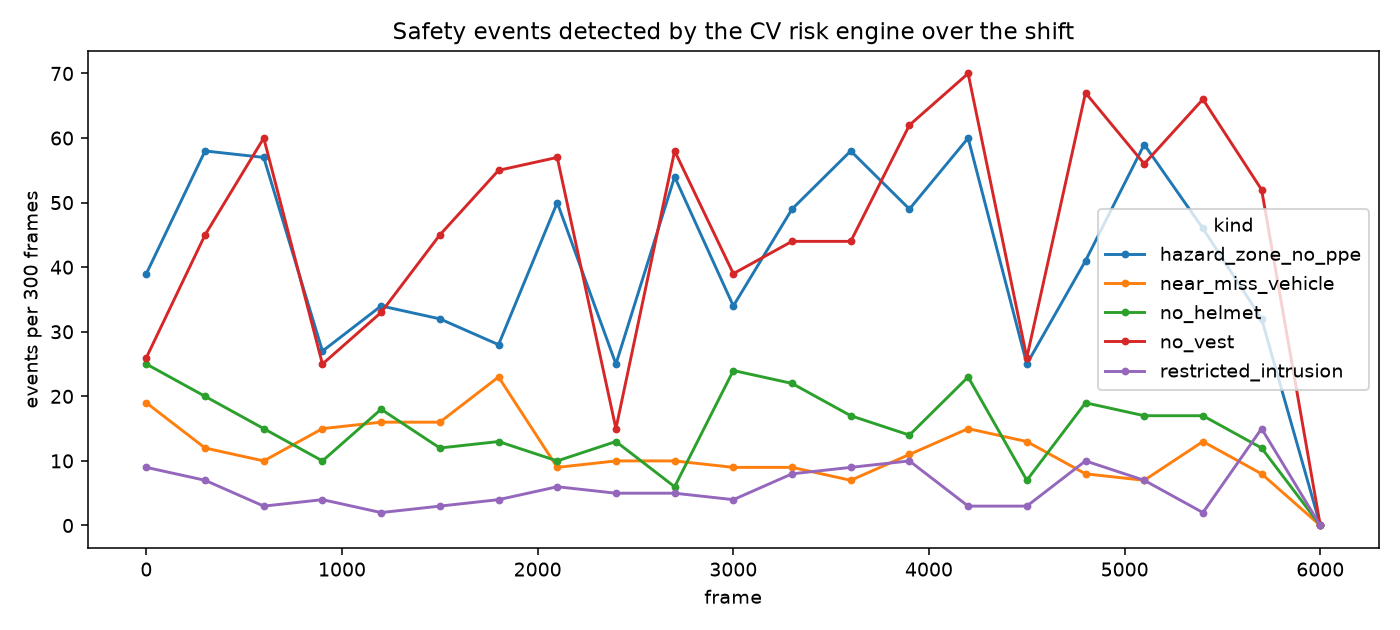 Safety events detected by the CV risk engine over the shift
events per 300 frames
70
60
50
40
30
20
10
0
kind
hazard_zone_no_ppe
near_miss_vehicle
no_helmet
no_vest
restricted_intrusion
0 1000 2000 3000 4000 5000 6000
frame